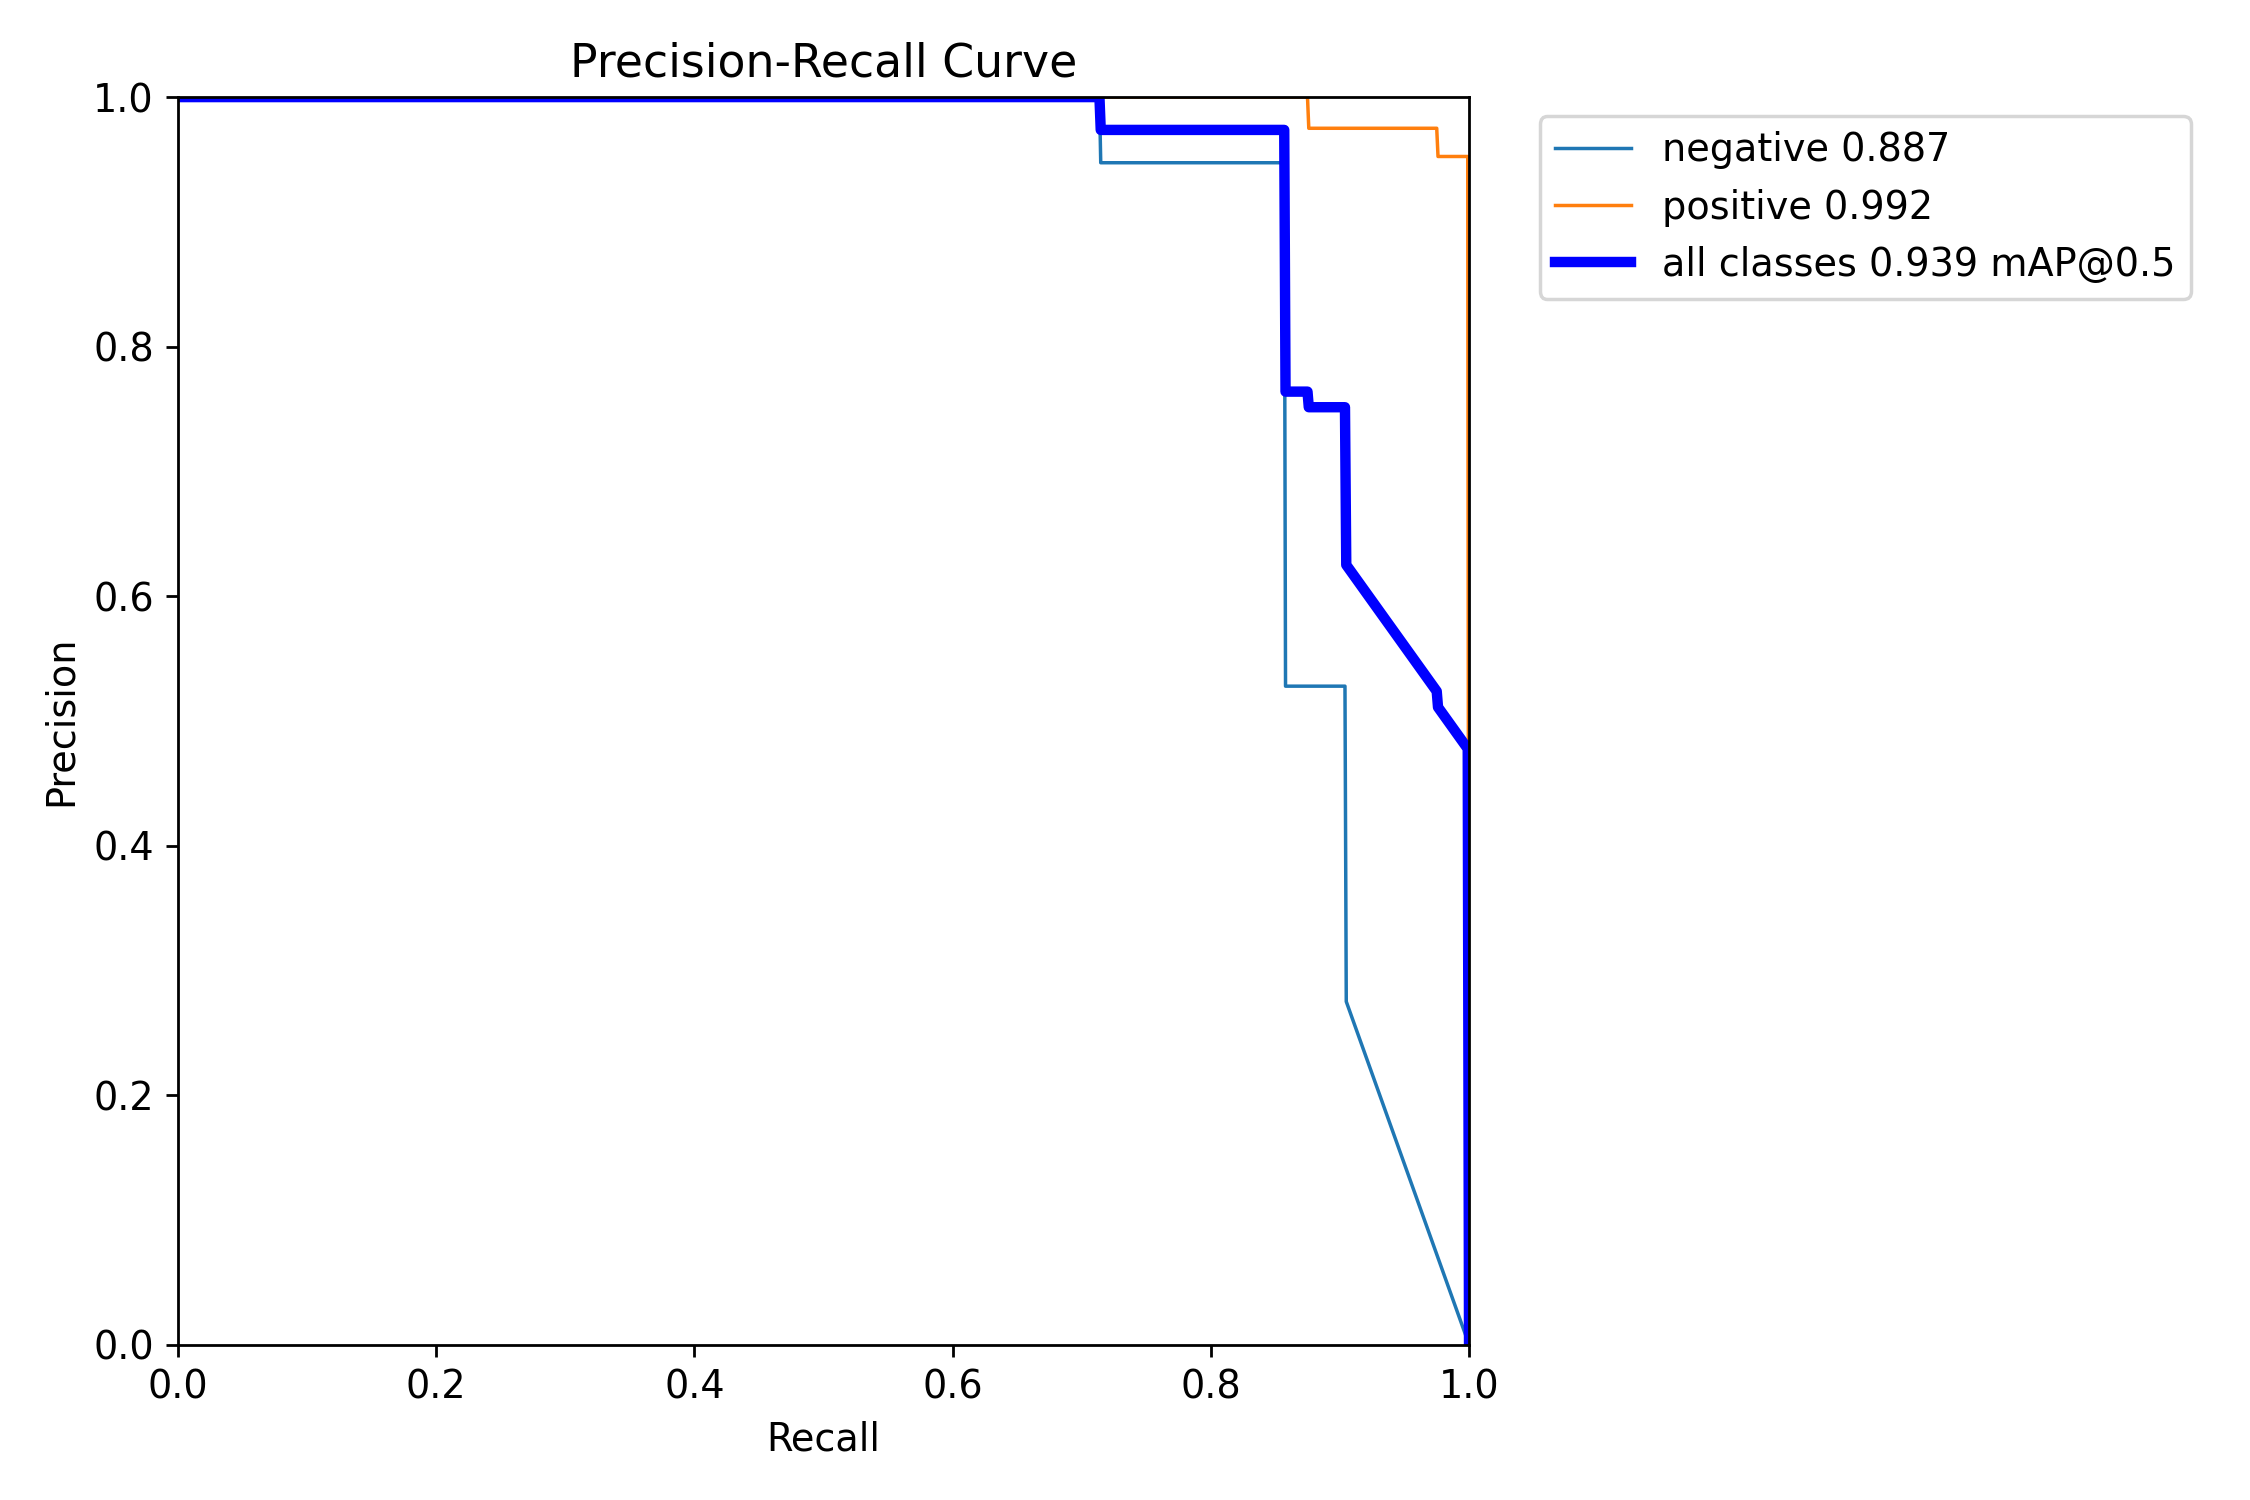 Precision-Recall Curve
1.0
0.8
0.6
0.4
0.2
0.0
Precision
0.0 0.2 0.4 0.6 0.8 1.0
Recall
negative 0.887
positive 0.992
all classes 0.939 mAP@0.5